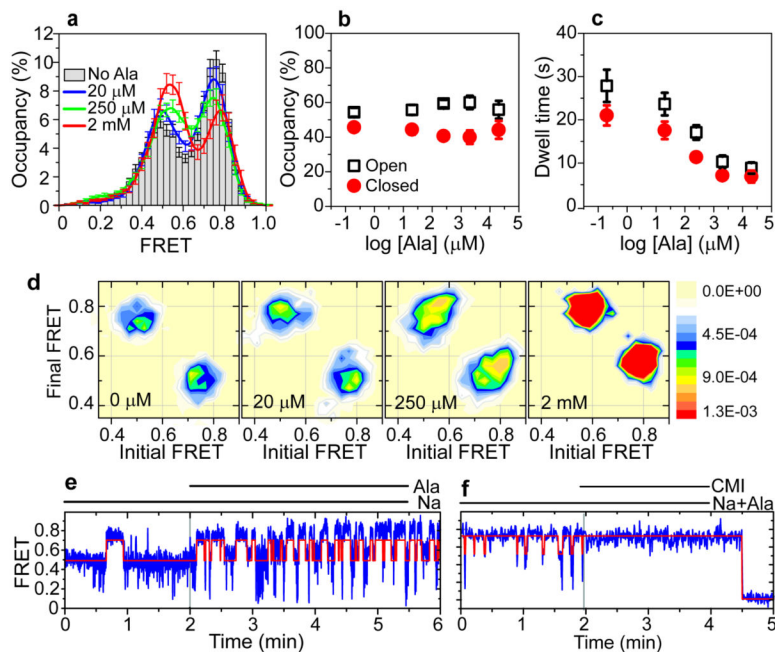 a
b
c
12
10
8
6
4
2
0
Occupancy (%)
No Ala
20 μM
250 μM
2 mM
0 0.2 0.4 0.6 0.8 1.0
FRET
100
80
60
40
20
0
Occupancy (%)
Open
Closed
-1 0 1 2 3 4 5
log [Ala] (μM)
40
30
20
10
0
Dwell time (s)
-1 0 1 2 3 4 5
log [Ala] (μM)
d
Final FRET
0.8
0.6
0.4
0 μM
20 μM
250 μM
2 mM
0.4 0.6 0.8
0.4 0.6 0.8
0.4 0.6 0.8
0.4 0.6 0.8
Initial FRET
Initial FRET
Initial FRET
Initial FRET
0.0E+00
4.5E-04
9.0E-04
1.3E-03
e
Ala
Na
FRET
0.8
0.6
0.4
0.2
0
0 1 2 3 4 5 6
Time (min)
f
CMI
Na+Ala
0 1 2 3 4 5
Time (min)